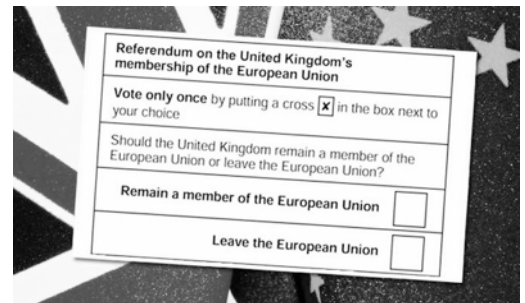 Referendum on the United Kingdom's
membership of the European Union
Vote only once by putting a cross X in the box next to
your choice
Should the United Kingdom remain a member of the
European Union or leave the European Union?
Remain a member of the European Union
Leave the European Union